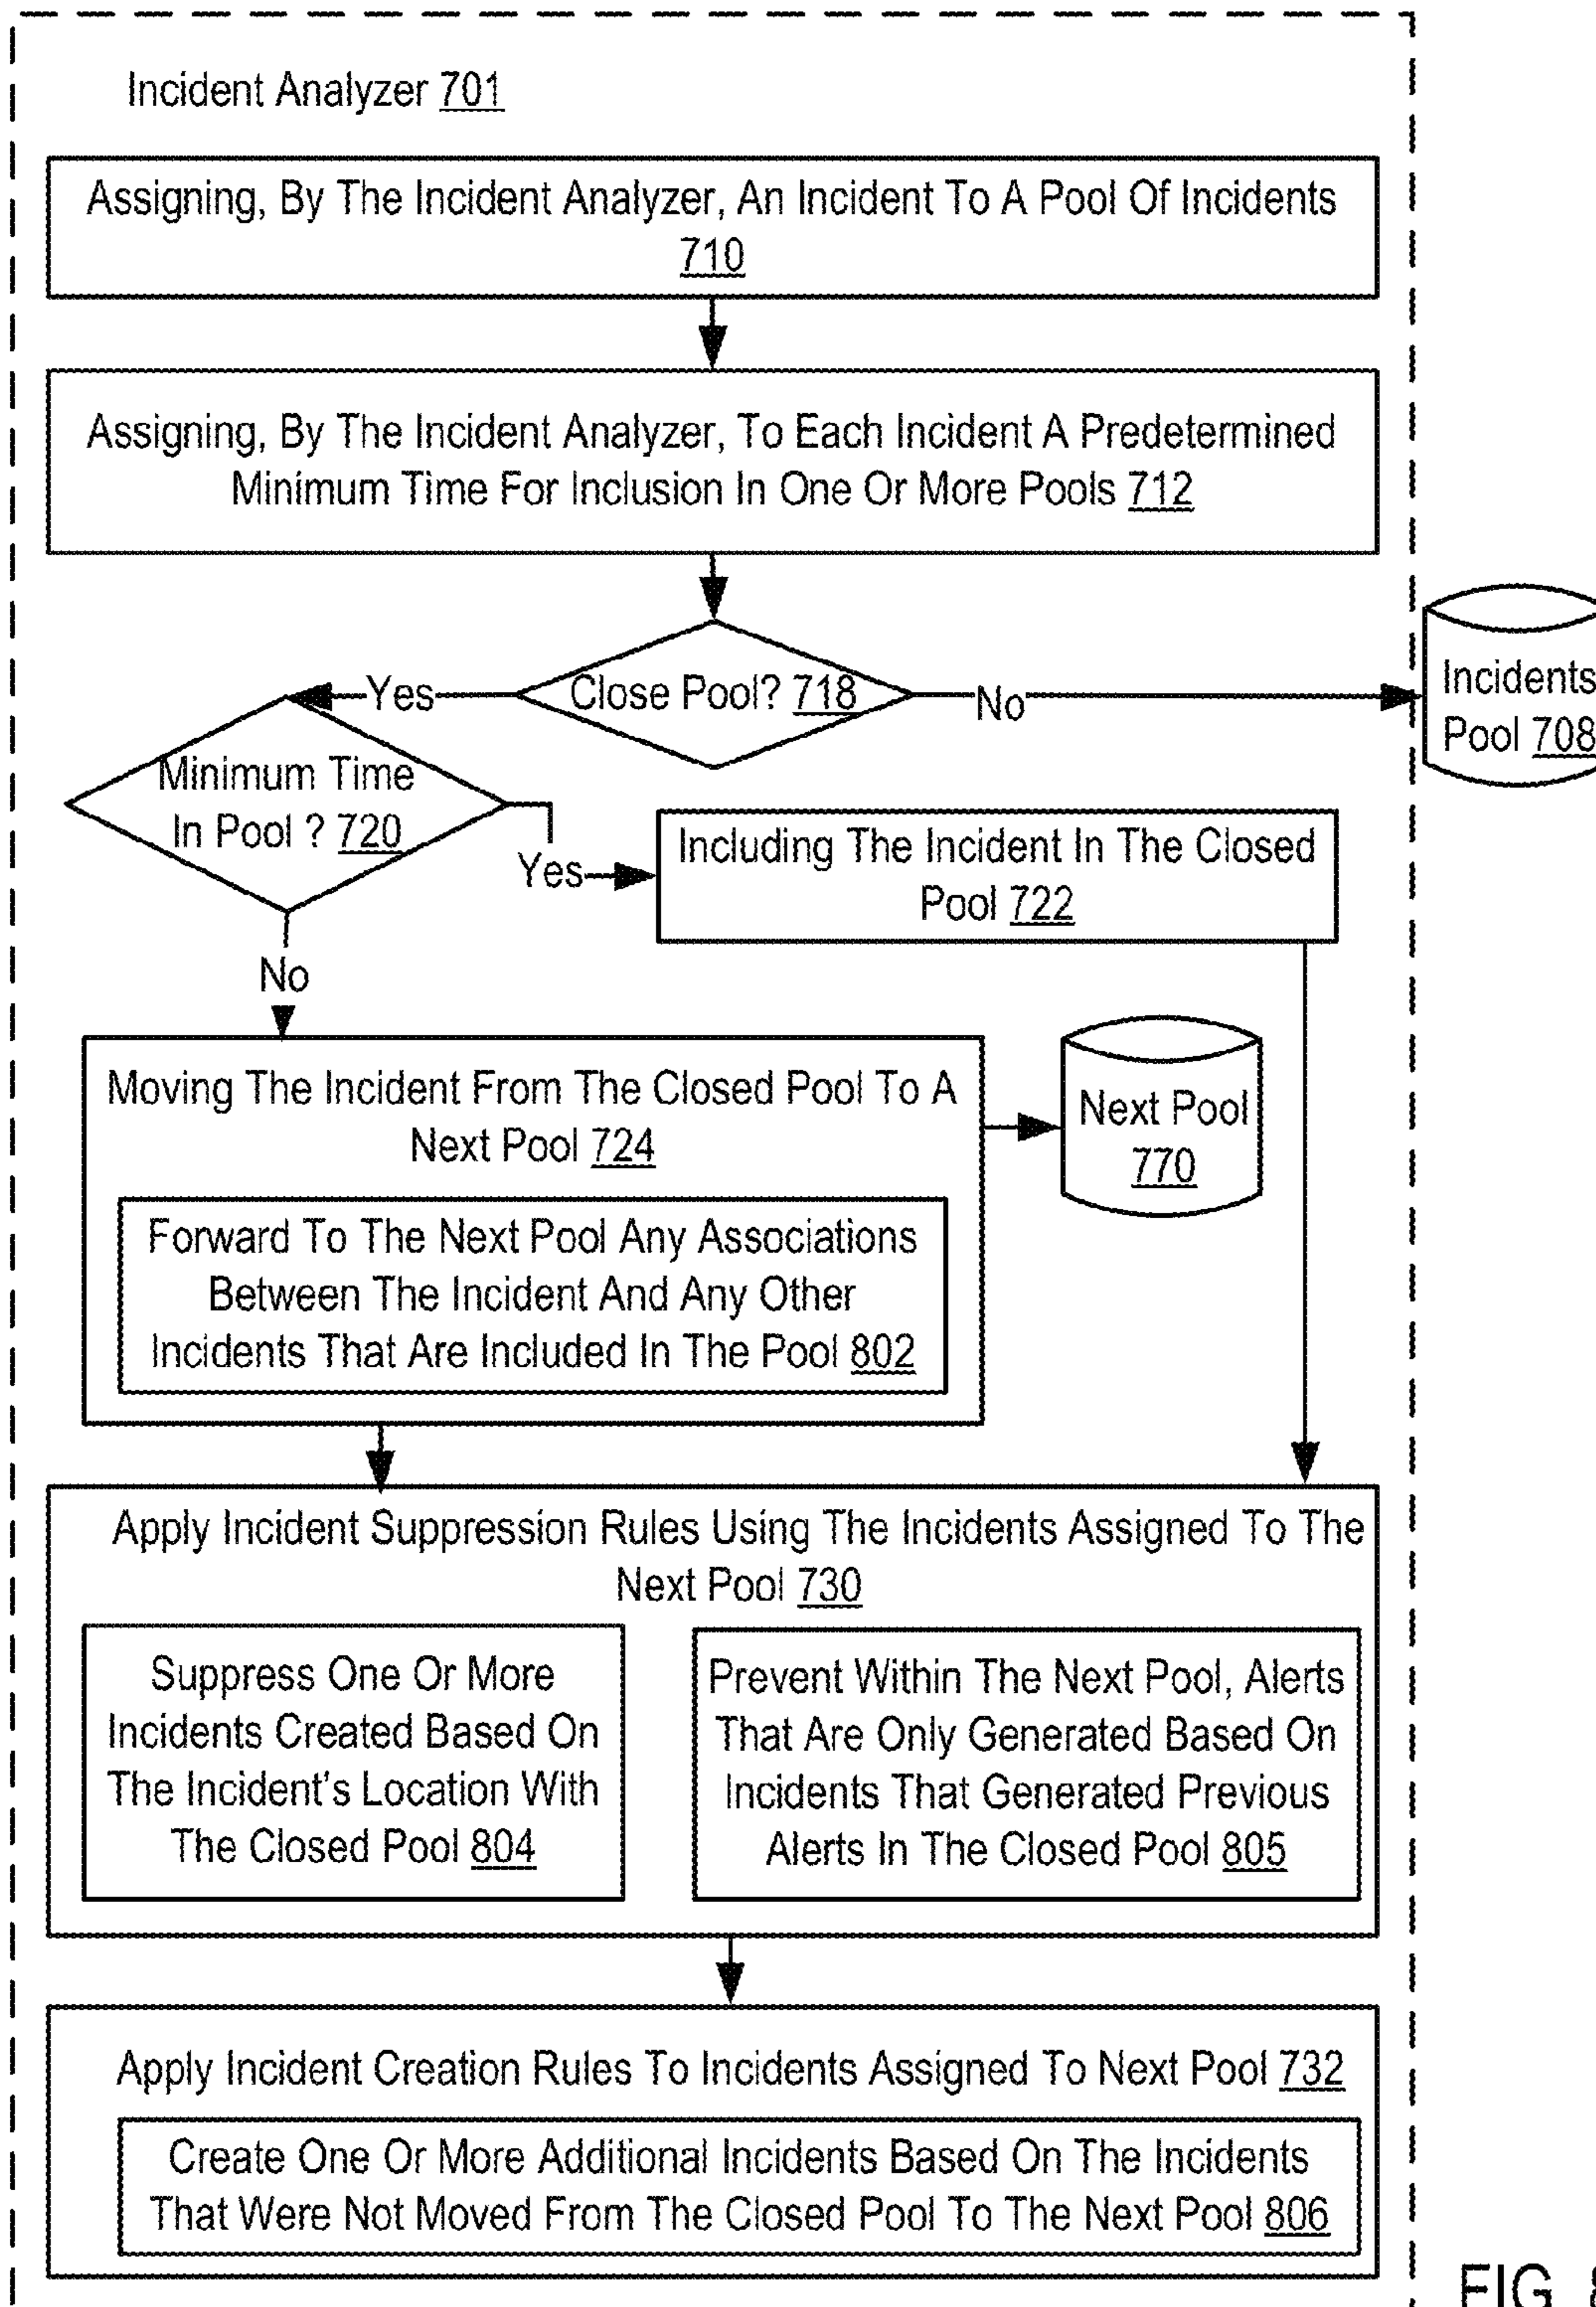 Incident Analyzer 701
Assigning, By The Incident Analyzer, An Incident To A Pool Of Incidents
710
Assigning, By The Incident Analyzer, To Each Incident A Predetermined
Minimum Time For Inclusion In One Or More Pools 712
Close Pool? 718
Yes
No
Incidents
Pool 708
Minimum Time
In Pool ? 720
Yes
Including The Incident In The Closed
Pool 722
No
Moving The Incident From The Closed Pool To A
Next Pool 724
Next Pool
770
Forward To The Next Pool Any Associations
Between The Incident And Any Other
Incidents That Are Included In The Pool 802
Apply Incident Suppression Rules Using The Incidents Assigned To The
Next Pool 730
Suppress One Or More
Incidents Created Based On
The Incident's Location With
The Closed Pool 804
Prevent Within The Next Pool, Alerts
That Are Only Generated Based On
Incidents That Generated Previous
Alerts In The Closed Pool 805
Apply Incident Creation Rules To Incidents Assigned To Next Pool 732
Create One Or More Additional Incidents Based On The Incidents
That Were Not Moved From The Closed Pool To The Next Pool 806
FIG. 8